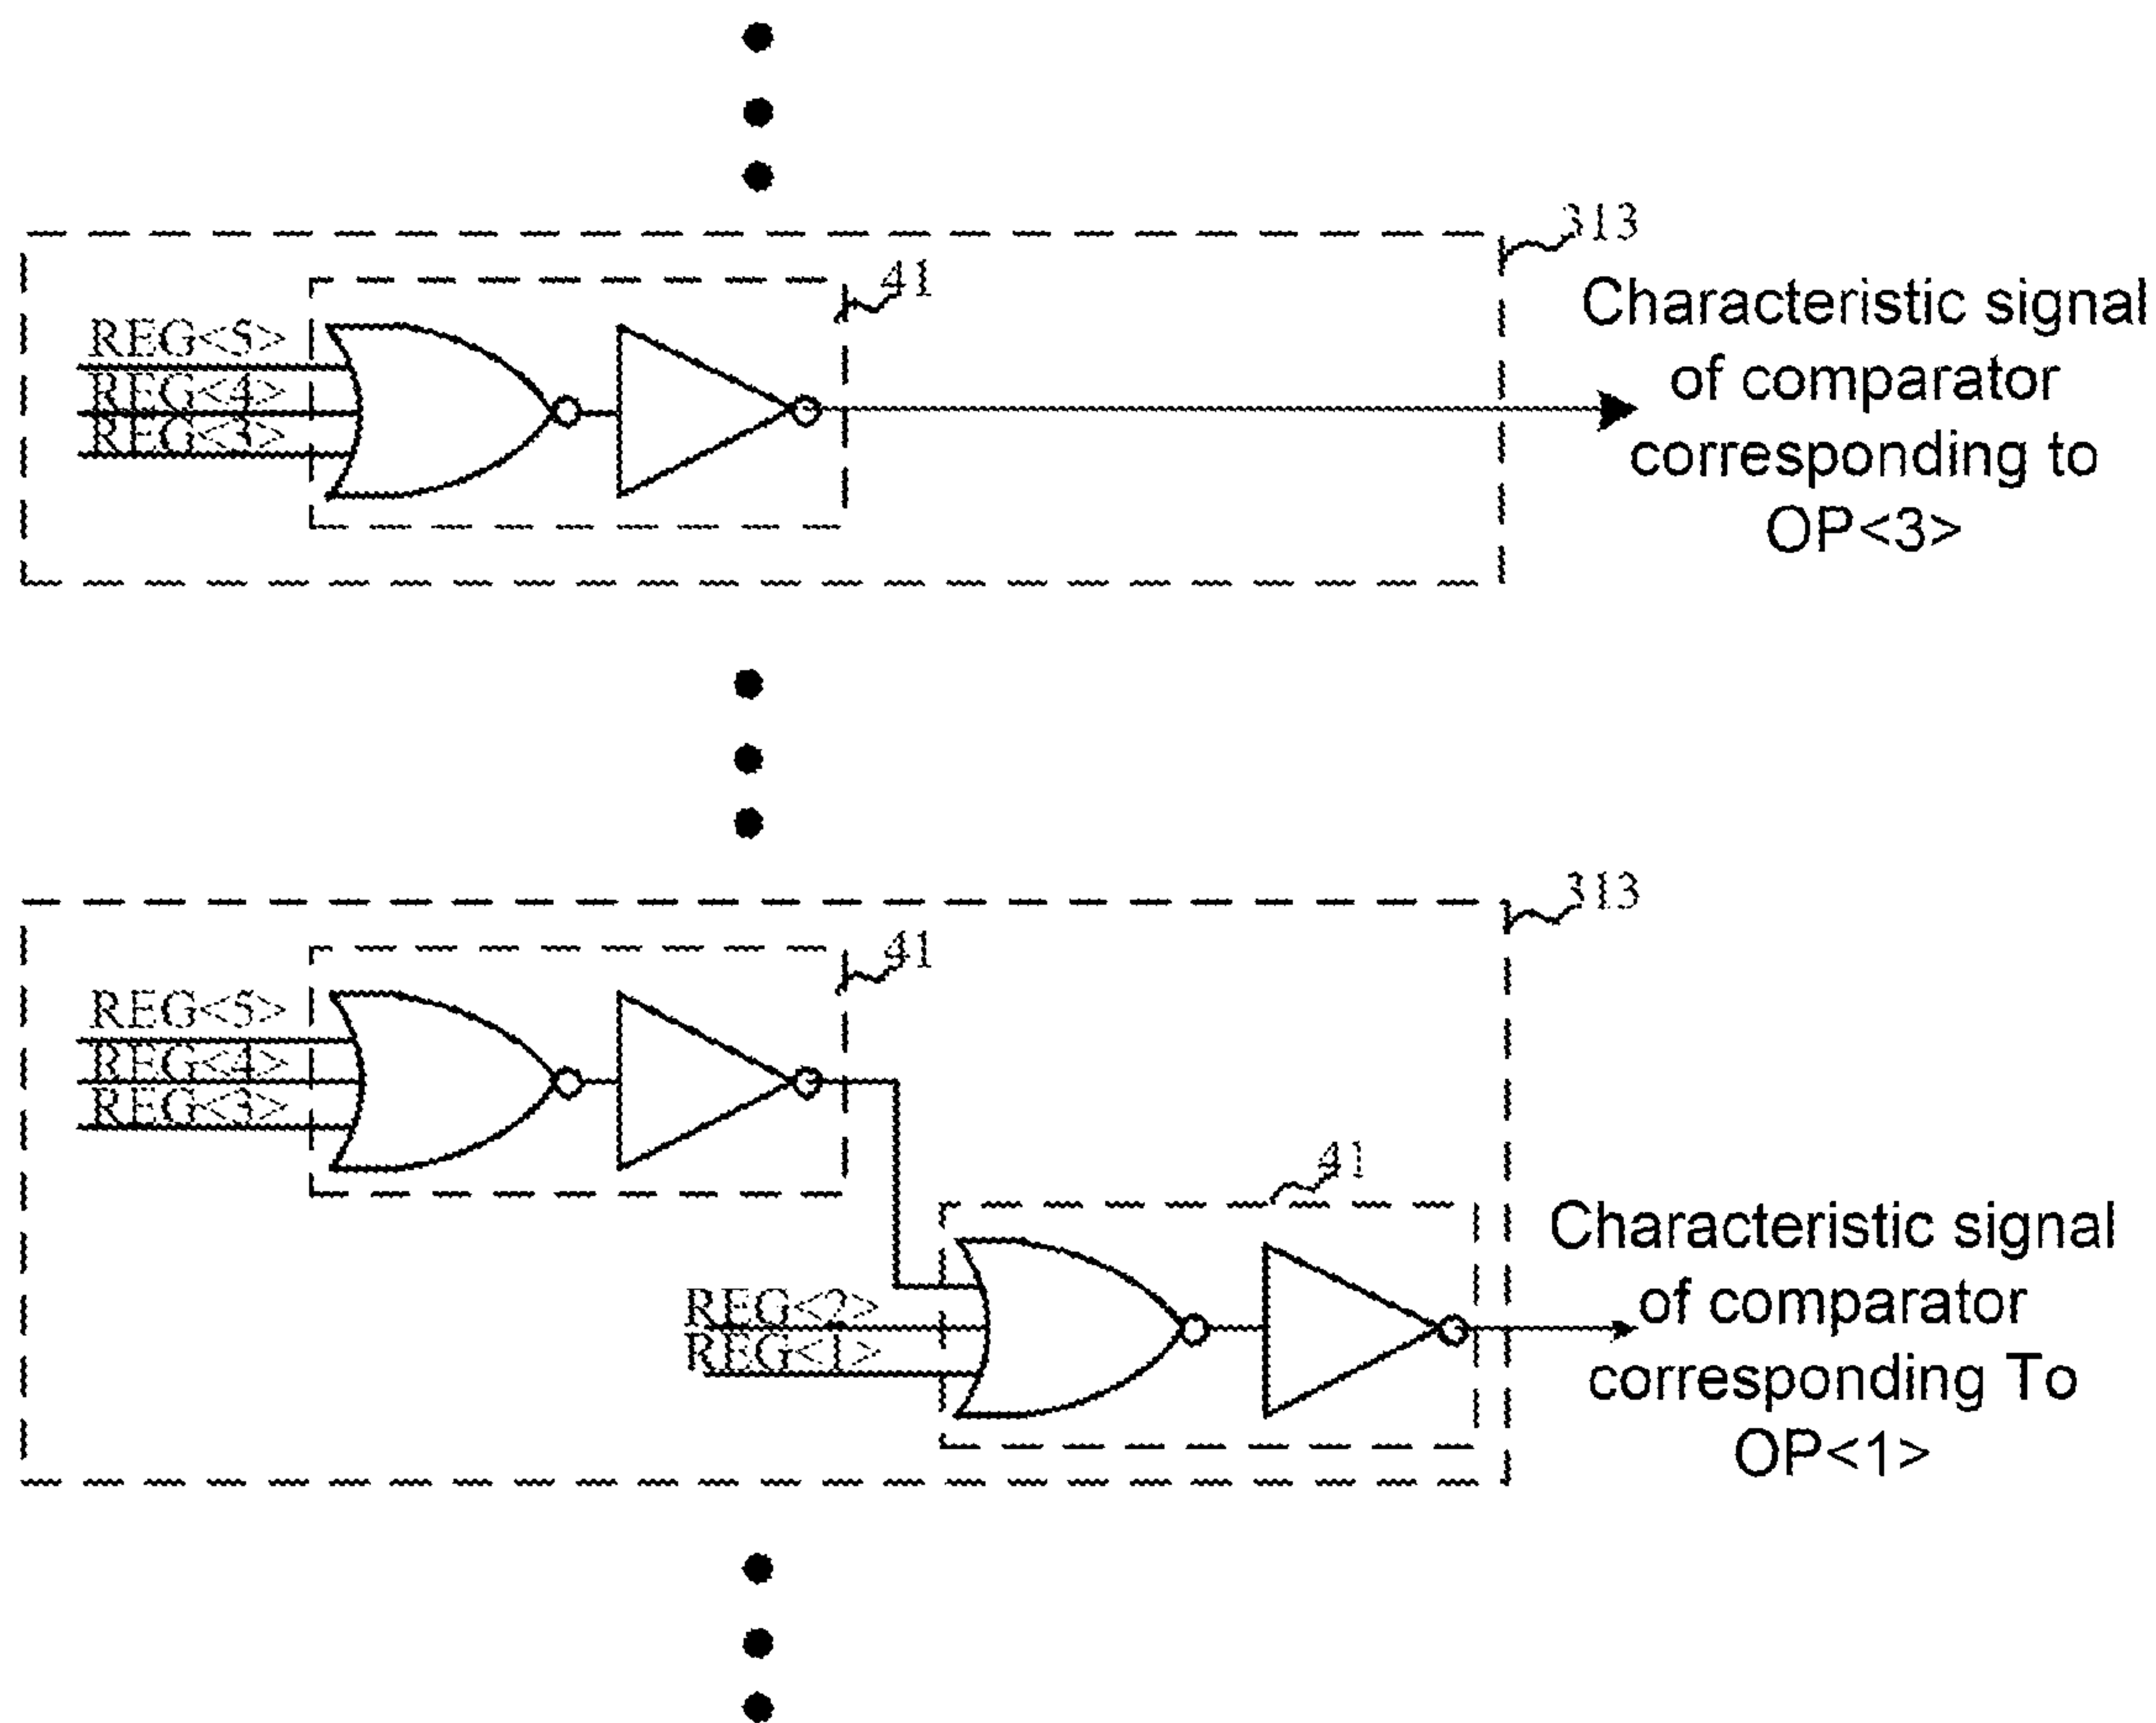 313
41
REG<5>
REG<4>
REG<3>
Characteristic signal
of comparator
corresponding to
OP<3>
313
41
REG<5>
REG<4>
REG<3>
41
REG<2>
REG<1>
Characteristic signal
of comparator
corresponding To
OP<1>